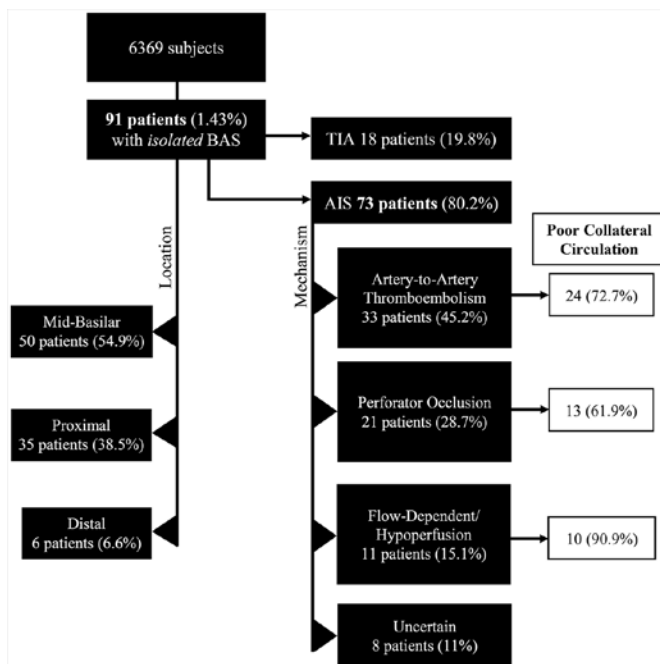 6369 subjects
91 patients (1.43%)
with isolated BAS
TIA 18 patients (19.8%)
AIS 73 patients (80.2%)
Location
Mechanism
Poor Collateral
Circulation
Artery-to-Artery
Thromboembolism
33 patients (45.2%)
24 (72.7%)
Mid-Basilar
50 patients (54.9%)
Perforator Occlusion
21 patients (28.7%)
13 (61.9%)
Proximal
35 patients (38.5%)
Flow-Dependent/
Hypoperfusion
11 patients (15.1%)
10 (90.9%)
Distal
6 patients (6.6%)
Uncertain
8 patients (11%)